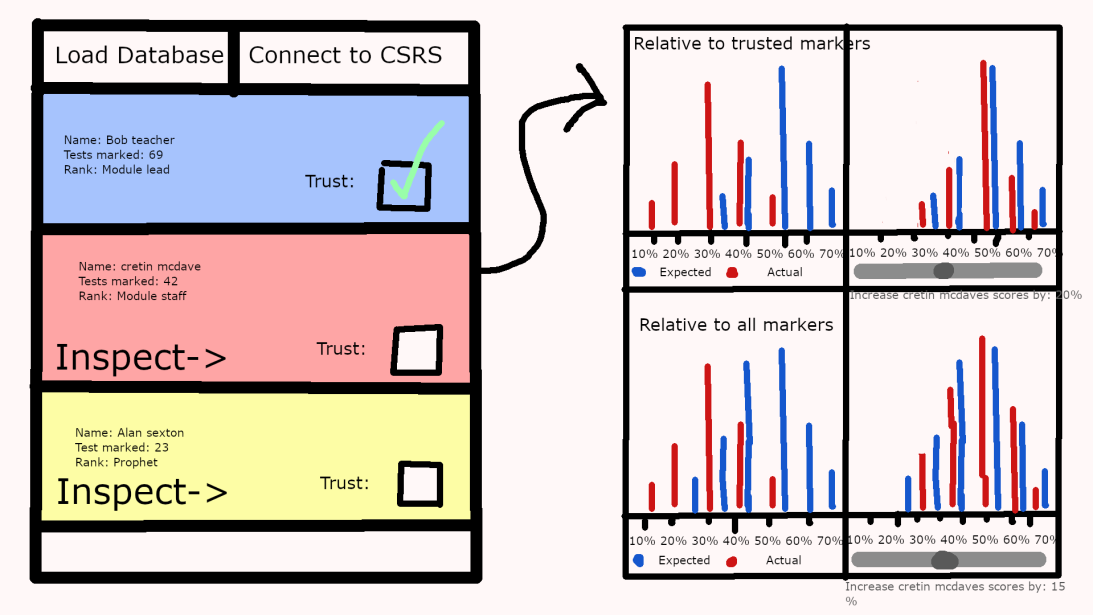 Load Database
Connect to CSRS
Name: Bob teacher
Tests marked: 69
Rank: Module lead
Trust:
Name: cretin mcdave
Tests marked: 42
Rank: Module staff
Inspect->
Trust:
Name: Alan sexton
Test marked: 23
Rank: Prophet
Inspect->
Trust:
Relative to trusted markers
10% 20% 30% 40% 50% 60% 70%
Expected Actual
10% 20% 30% 40% 50% 60% 70%
Increase cretin mcdaves scores by: 20%
Relative to all markers
10% 20% 30% 40% 50% 60% 70%
Expected Actual
10% 20% 30% 40% 50% 60% 70%
Increase cretin mcdaves scores by: 15
%